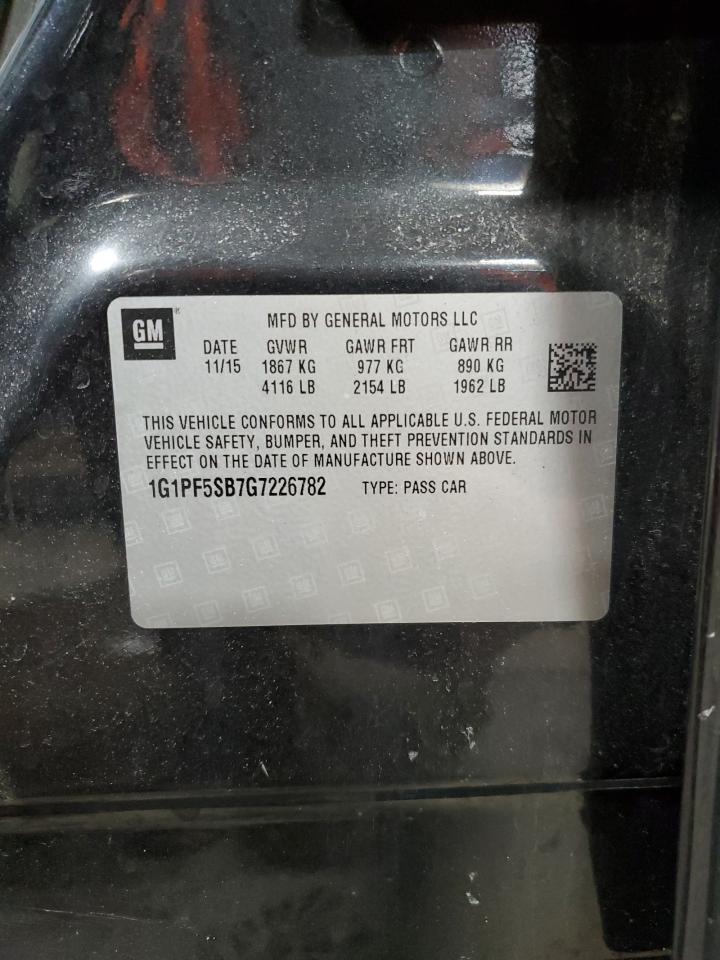 GM
MFD BY GENERAL MOTORS LLC
DATE GVWR GAWR FRT GAWR RR
11/15 1867 KG 977 KG 890 KG
4116 LB 2154 LB 1962 LB
THIS VEHICLE CONFORMS TO ALL APPLICABLE U.S. FEDERAL MOTOR
VEHICLE SAFETY, BUMPER, AND THEFT PREVENTION STANDARDS IN
EFFECT ON THE DATE OF MANUFACTURE SHOWN ABOVE.
1G1PF5SB7G7226782 TYPE: PASS CAR